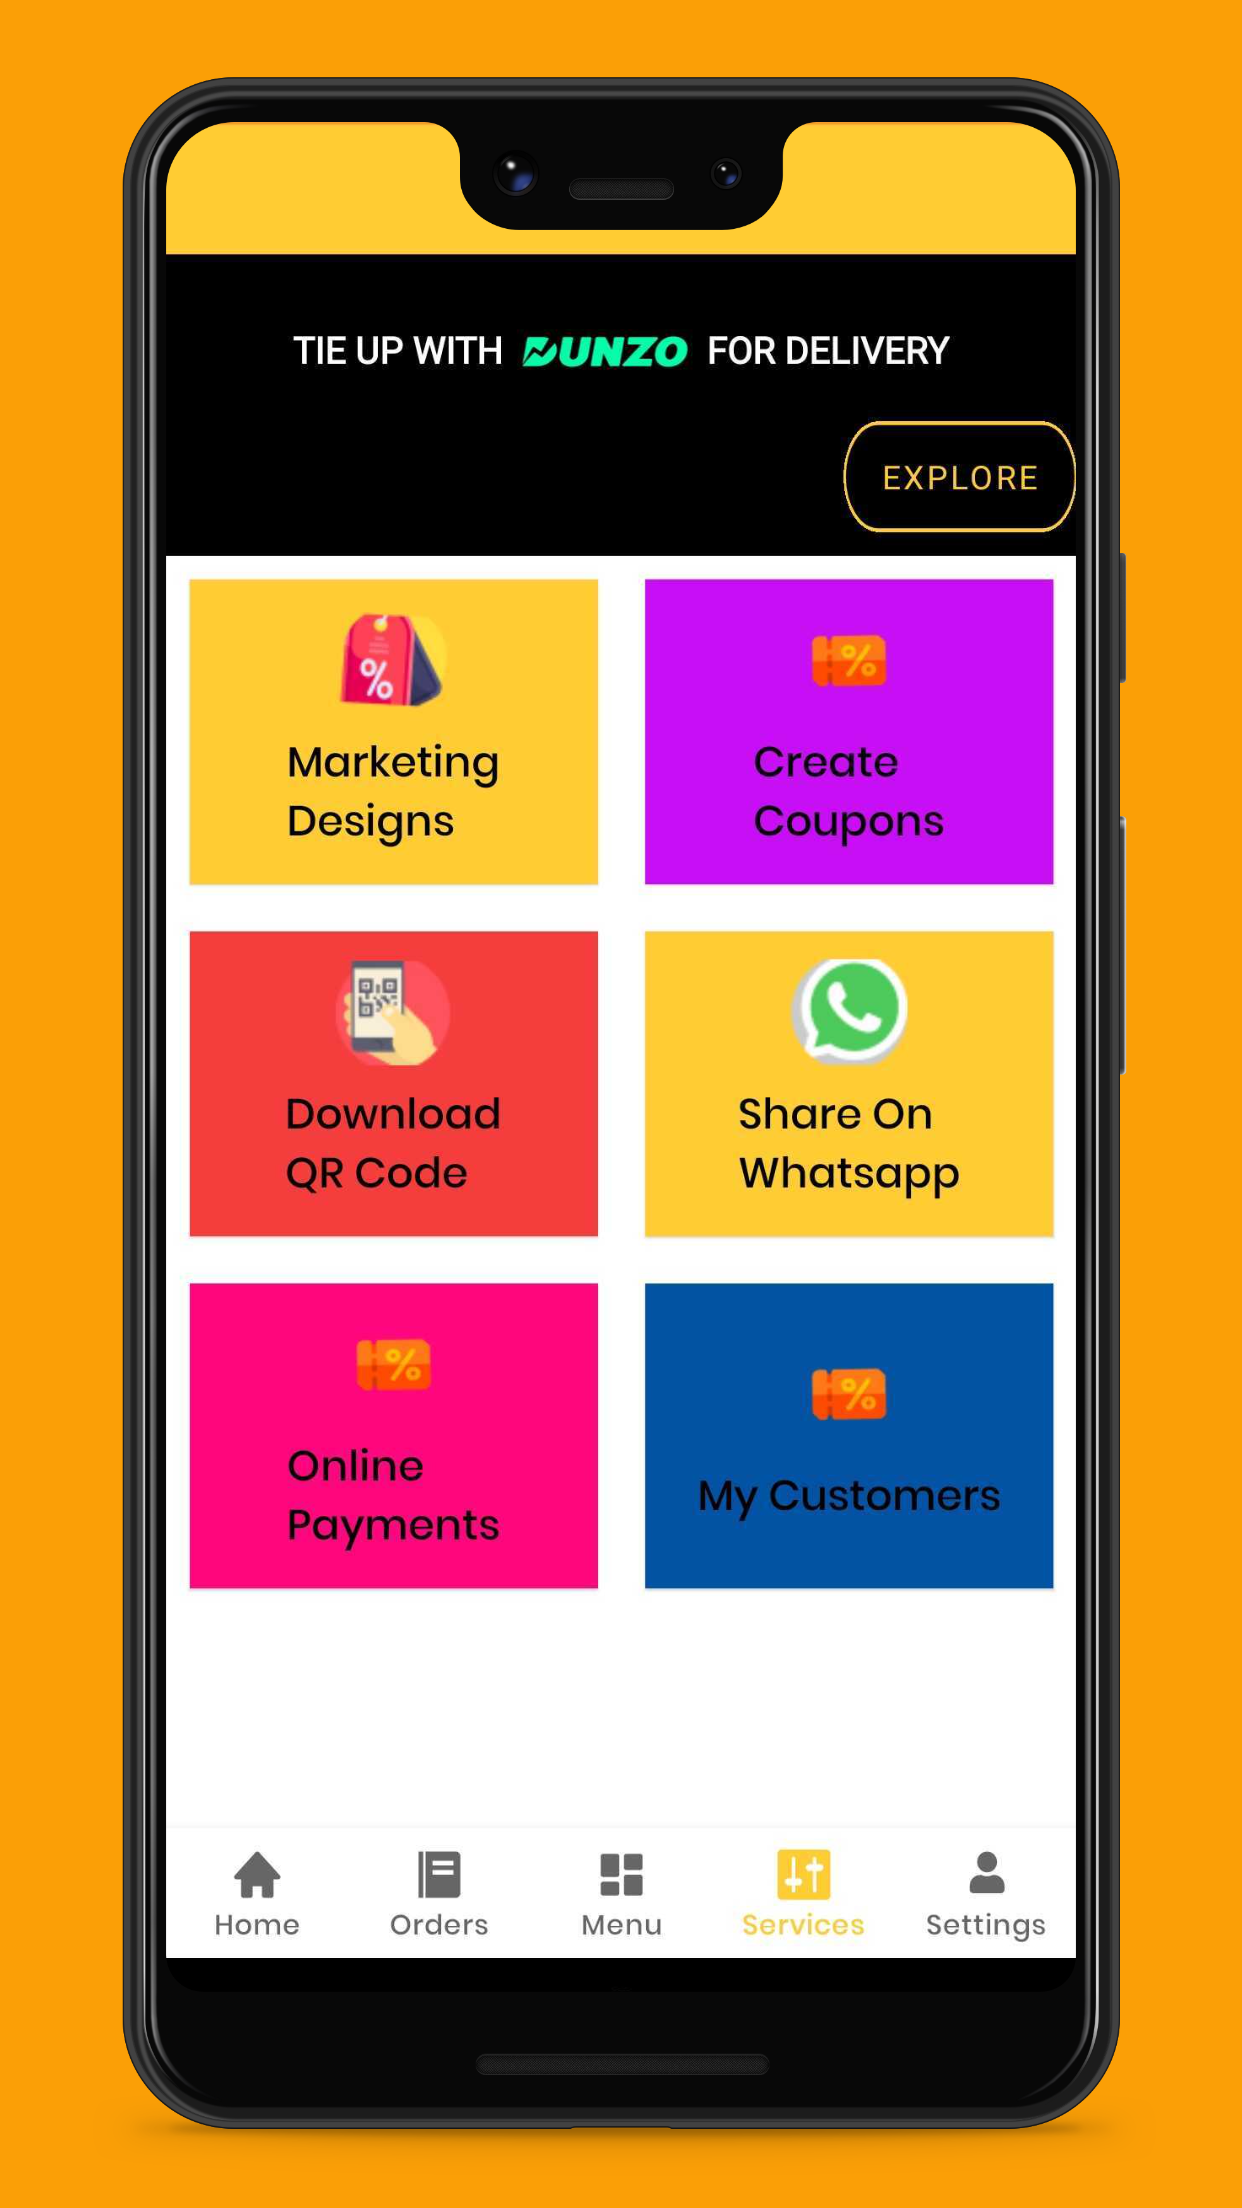 TIE UP WITH DUNZO FOR DELIVERY
EXPLORE
Marketing
Designs
Create
Coupons
Download
QR Code
Share On
Whatsapp
Online
Payments
My Customers
Home
Orders
Menu
Services
Settings